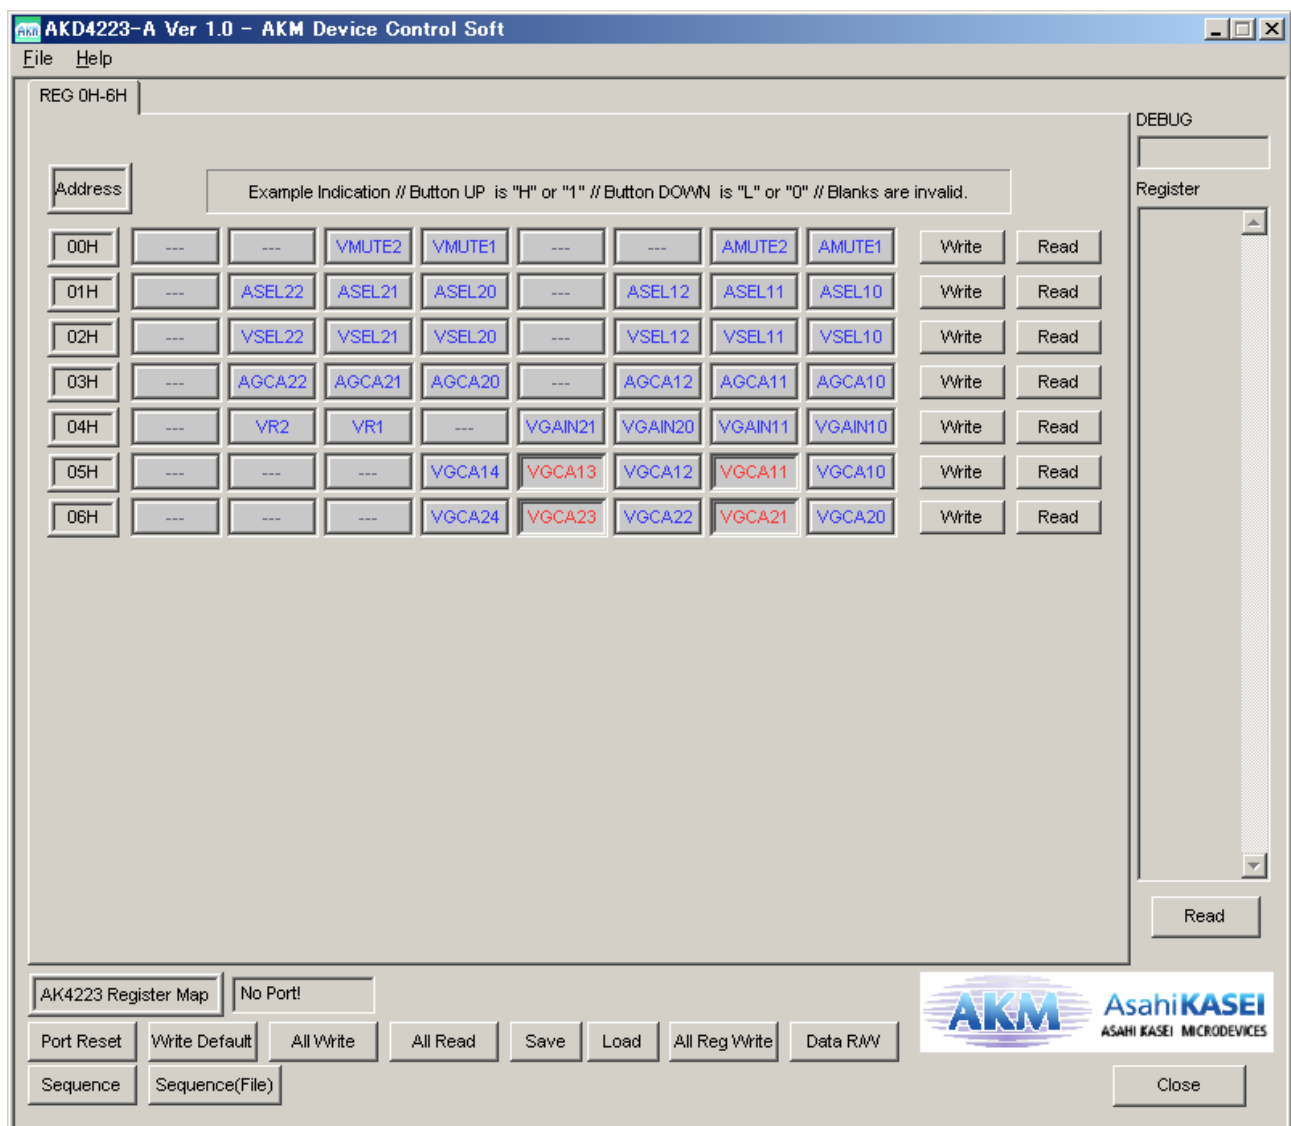 AKM AKD4223-A Ver 1.0 - AKM Device Control Soft
File Help
REG 0H-6H
DEBUG
Address
Example Indication // Button UP is "H" or "1" // Button DOWN is "L" or "0" // Blanks are invalid.
Register
00H --- --- VMUTE2 VMUTE1 --- --- AMUTE2 AMUTE1 Write Read
01H --- ASEL22 ASEL21 ASEL20 --- ASEL12 ASEL11 ASEL10 Write Read
02H --- VSEL22 VSEL21 VSEL20 --- VSEL12 VSEL11 VSEL10 Write Read
03H --- AGCA22 AGCA21 AGCA20 --- AGCA12 AGCA11 AGCA10 Write Read
04H --- VR2 VR1 --- VGAIN21 VGAIN20 VGAIN11 VGAIN10 Write Read
05H --- --- --- VGCA14 VGCA13 VGCA12 VGCA11 VGCA10 Write Read
06H --- --- --- VGCA24 VGCA23 VGCA22 VGCA21 VGCA20 Write Read
Read
AK4223 Register Map No Port!
AKM AsahiKASEI
ASAHI KASEI MICRODEVICES
Port Reset Write Default All Write All Read Save Load All Reg Write Data R/W
Sequence Sequence(File) Close